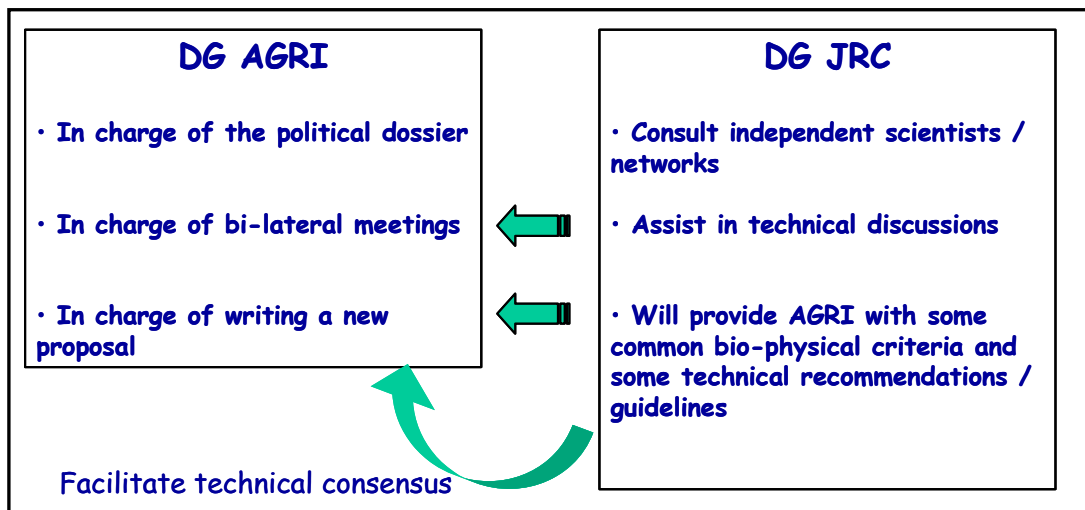 DG AGRI
• In charge of the political dossier
• In charge of bi-lateral meetings
• In charge of writing a new
proposal
DG JRC
• Consult independent scientists /
networks
• Assist in technical discussions
• Will provide AGRI with some
common bio-physical criteria and
some technical recommendations /
guidelines
Facilitate technical consensus